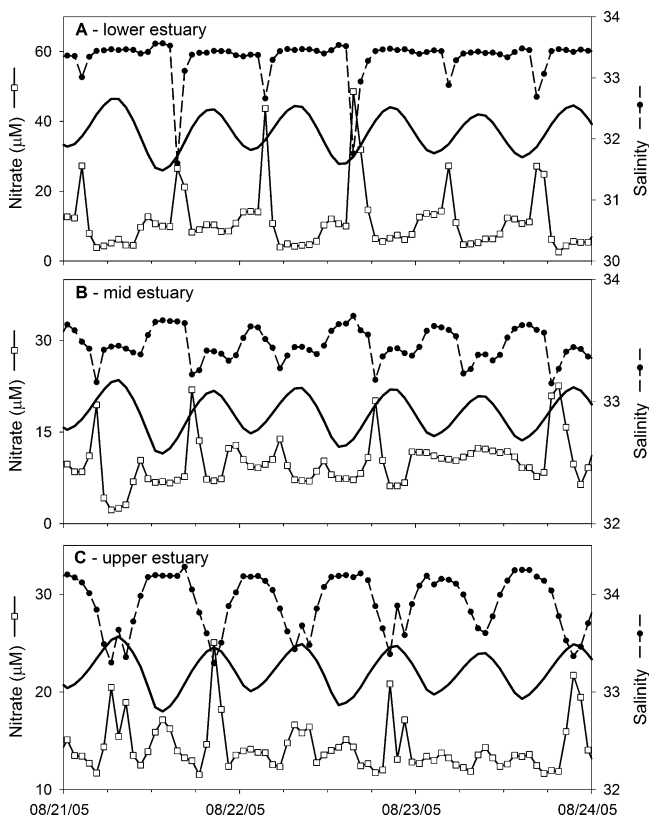 A - lower estuary
60
40
20
0
Nitrate (µM)
34
33
32
31
30
Salinity
B - mid estuary
30
15
0
Nitrate (µM)
34
33
32
Salinity
C - upper estuary
30
20
10
Nitrate (µM)
34
33
32
Salinity
08/21/05
08/22/05
08/23/05
08/24/05